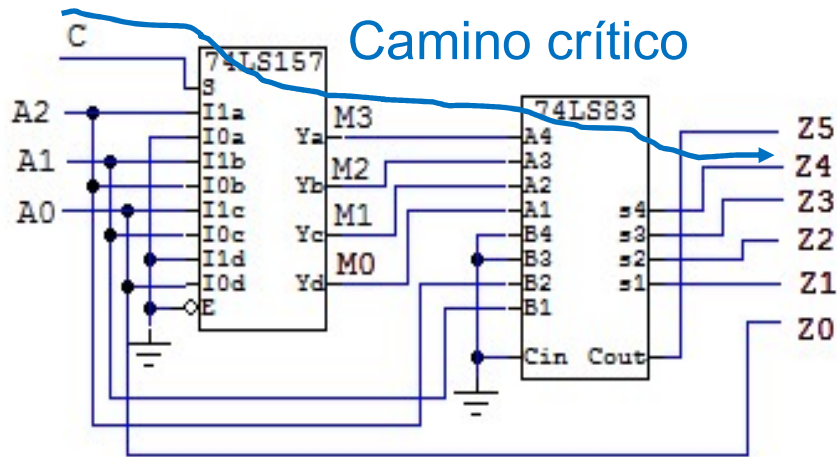 Camino crítico
C
A2
A1
A0
74LS157
S
I1a
I0a
I1b
I0b
I1c
I0c
I1d
I0d
E
Ya
Yb
Yc
Yd
M3
M2
M1
M0
74LS83
A4
A3
A2
A1
B4
B3
B2
B1
Cin
s4
s3
s2
s1
Cout
Z5
Z4
Z3
Z2
Z1
Z0